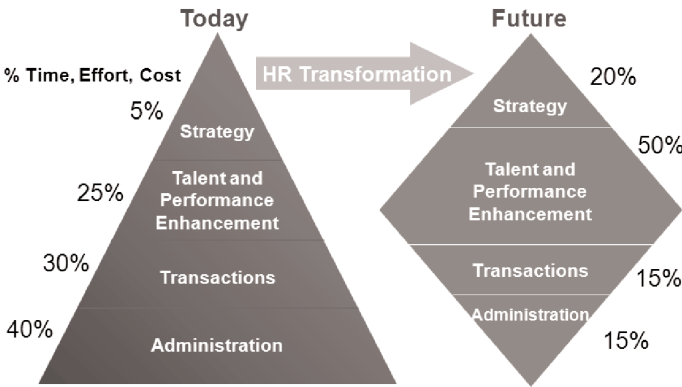 Today
Future
% Time, Effort, Cost
HR Transformation
5%
Strategy
25%
Talent and
Performance
Enhancement
30%
Transactions
40%
Administration
20%
Strategy
50%
Talent and
Performance
Enhancement
Transactions
15%
Administration
15%